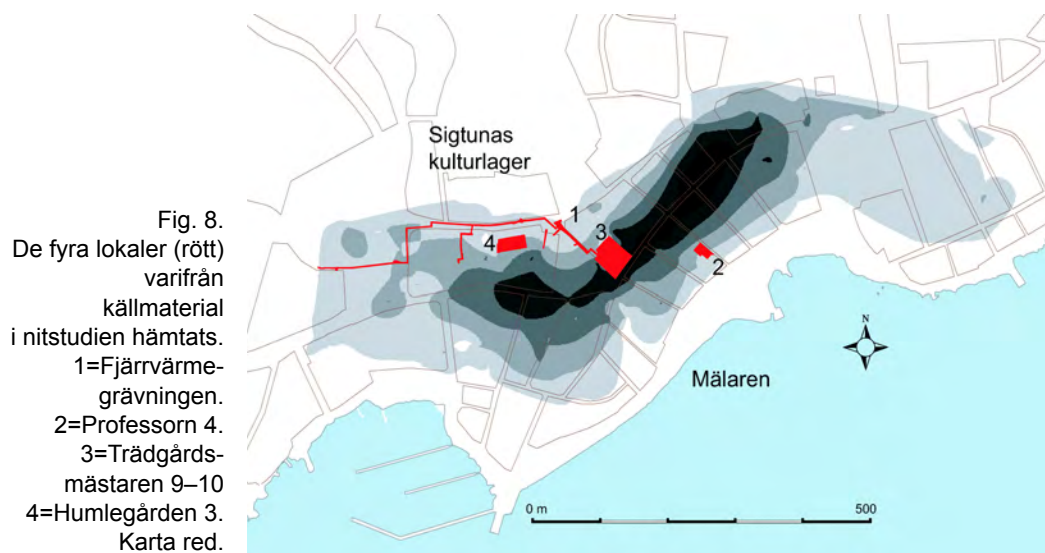 Fig. 8.
De fyra lokaler (rött)
varifrån
källmaterial
i nitstudien hämtats.
1=Fjärrvärme-
grävningen.
2=Professorn 4.
3=Trädgårds-
mästaren 9–10
4=Humlegården 3.
Karta red.
Sigtunas
kulturlager
1
3
4
2
N
Mälaren
0 m
500